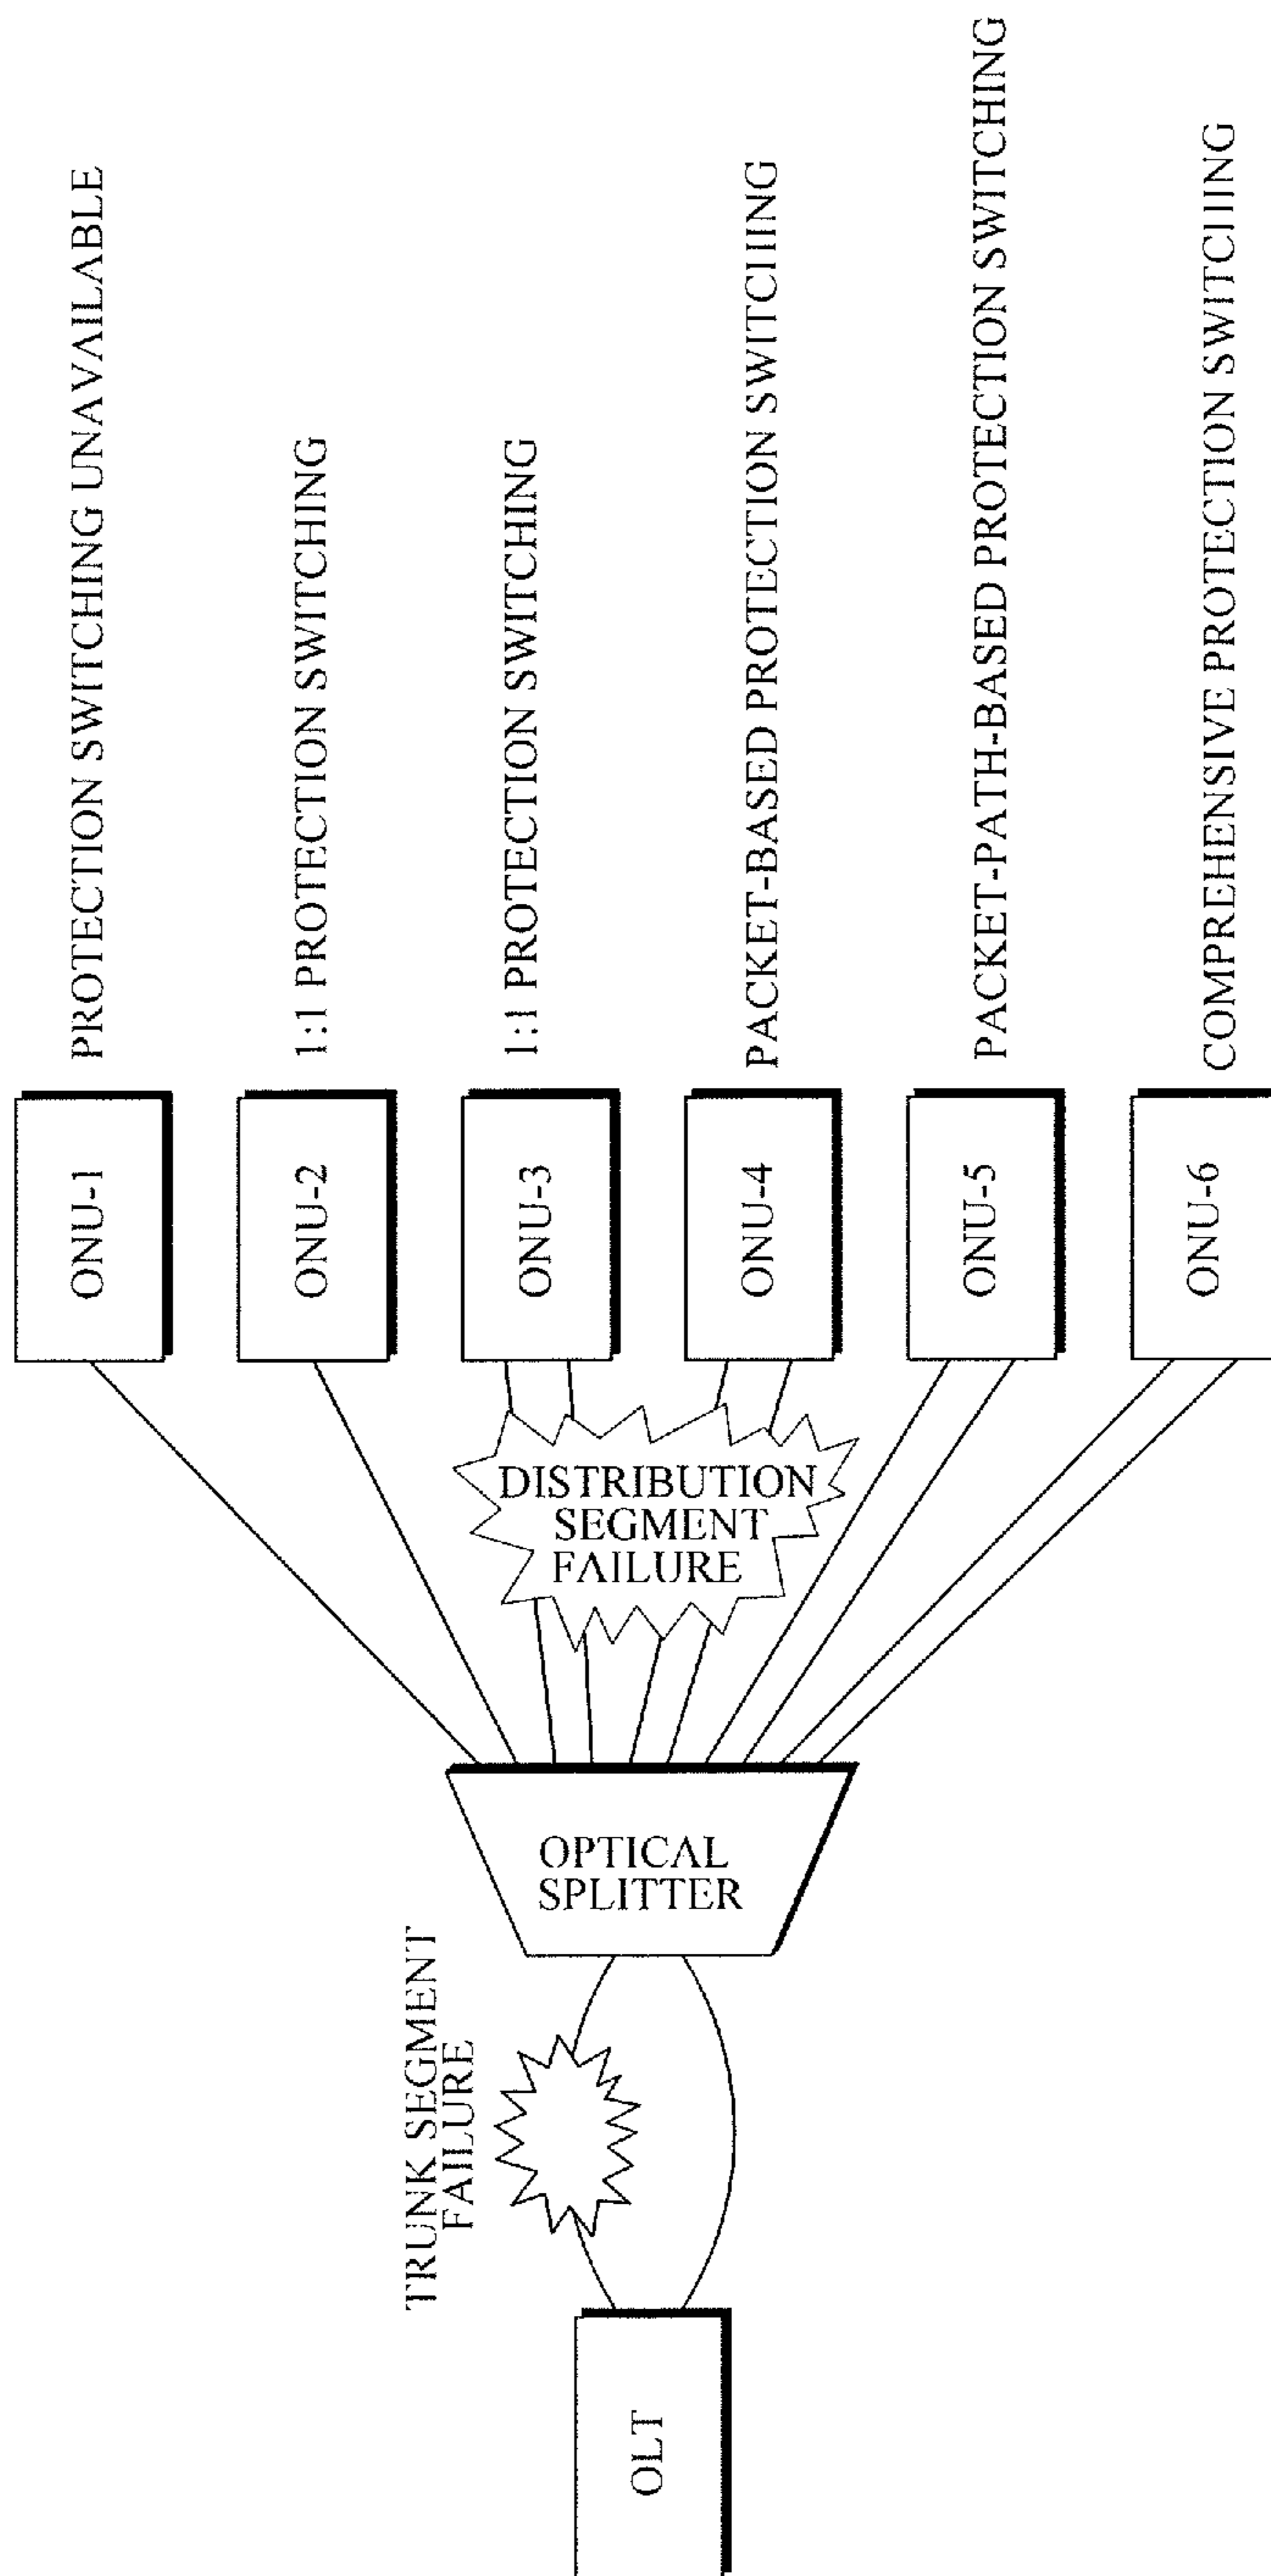 PROTECTION SWITCHING UNAVAILABLE
1:1 PROTECTION SWITCHING
1:1 PROTECTION SWITCHING
PACKET-BASED PROTECTION SWITCHING
PACKET-PATH-BASED PROTECTION SWITCHING
COMPREHENSIVE PROTECTION SWITCHING
ONU-1
ONU-2
ONU-3
ONU-4
ONU-5
ONU-6
DISTRIBUTION
SEGMENT
FAILURE
OPTICAL
SPLITTER
TRUNK SEGMENT
FAILURE
OLT